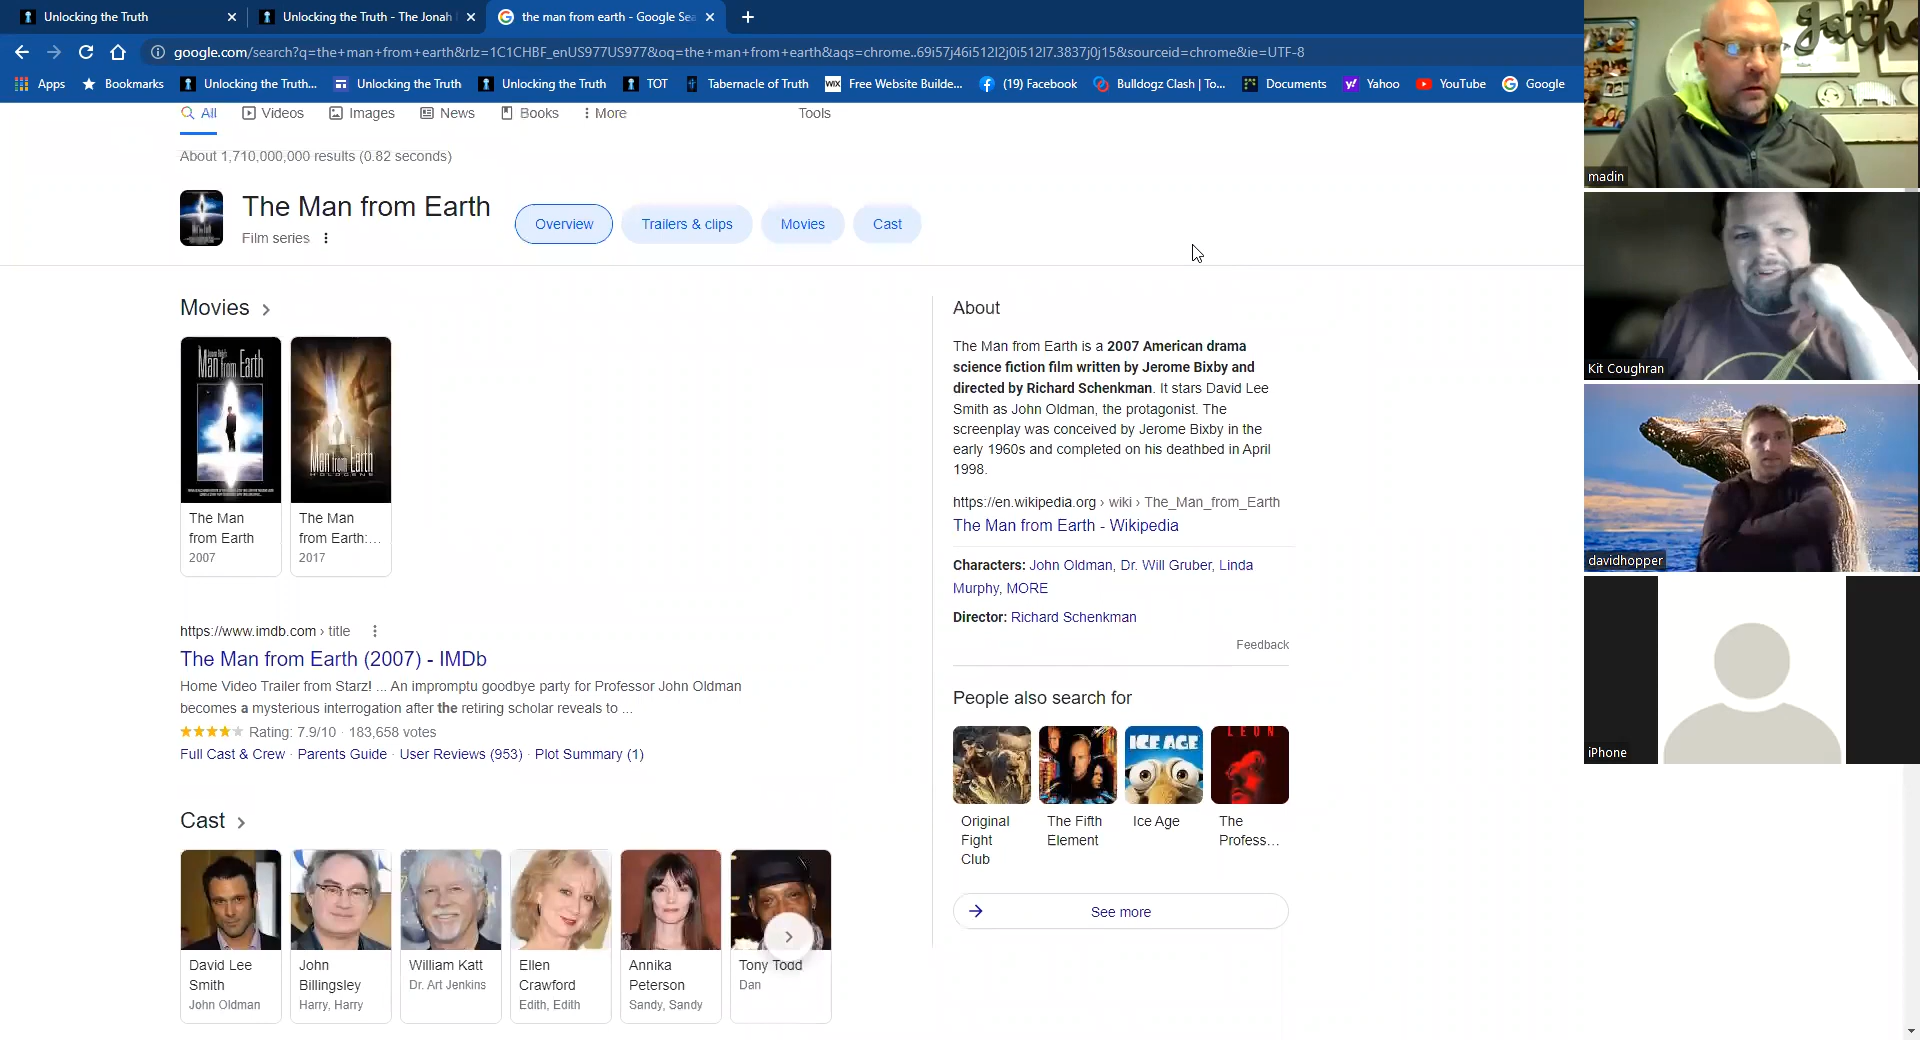 Unlocking the Truth
Unlocking the Truth - The Jonah
the man from earth - Google Sea
google.com/search?q=the+man+from+earth&rlz=1C1CHBF_enUS977US977&oq=the+man+from+earth&aqs=chrome..69i57j46i512l2j0i512l7.3837j0j15&sourceid=chrome&ie=UTF-8
Apps Bookmarks Unlocking the Truth... Unlocking the Truth Unlocking the Truth TOT Tabernacle of Truth WIX Free Website Builde... (19) Facebook Bulldogz Clash | To... Documents Yahoo YouTube Google
All Videos Images News Books More Tools
About 1,710,000,000 results (0.82 seconds)
The Man from Earth
Film series
Overview Trailers & clips Movies Cast
Movies
Man from Earth
Man from Earth
HOLOCENE
The Man from Earth
2007
The Man from Earth:...
2017
https://www.imdb.com › title
The Man from Earth (2007) - IMDb
Home Video Trailer from Starz! ... An impromptu goodbye party for Professor John Oldman
becomes a mysterious interrogation after the retiring scholar reveals to ...
Rating: 7.9/10 · 183,658 votes
Full Cast & Crew · Parents Guide · User Reviews (953) · Plot Summary (1)
Cast
David Lee Smith
John Oldman
John Billingsley
Harry, Harry
William Katt
Dr. Art Jenkins
Ellen Crawford
Edith, Edith
Annika Peterson
Sandy, Sandy
Tony Todd
Dan
About
The Man from Earth is a 2007 American drama
science fiction film written by Jerome Bixby and
directed by Richard Schenkman. It stars David Lee
Smith as John Oldman, the protagonist. The
screenplay was conceived by Jerome Bixby in the
early 1960s and completed on his deathbed in April
1998.
https://en.wikipedia.org › wiki › The_Man_from_Earth
The Man from Earth - Wikipedia
Characters: John Oldman, Dr. Will Gruber, Linda
Murphy, MORE
Director: Richard Schenkman
Feedback
People also search for
ICE AGE
LEON
Original Fight Club
The Fifth Element
Ice Age
The Profess...
See more
gathe
madin
Kit Coughran
davidhopper
iPhone